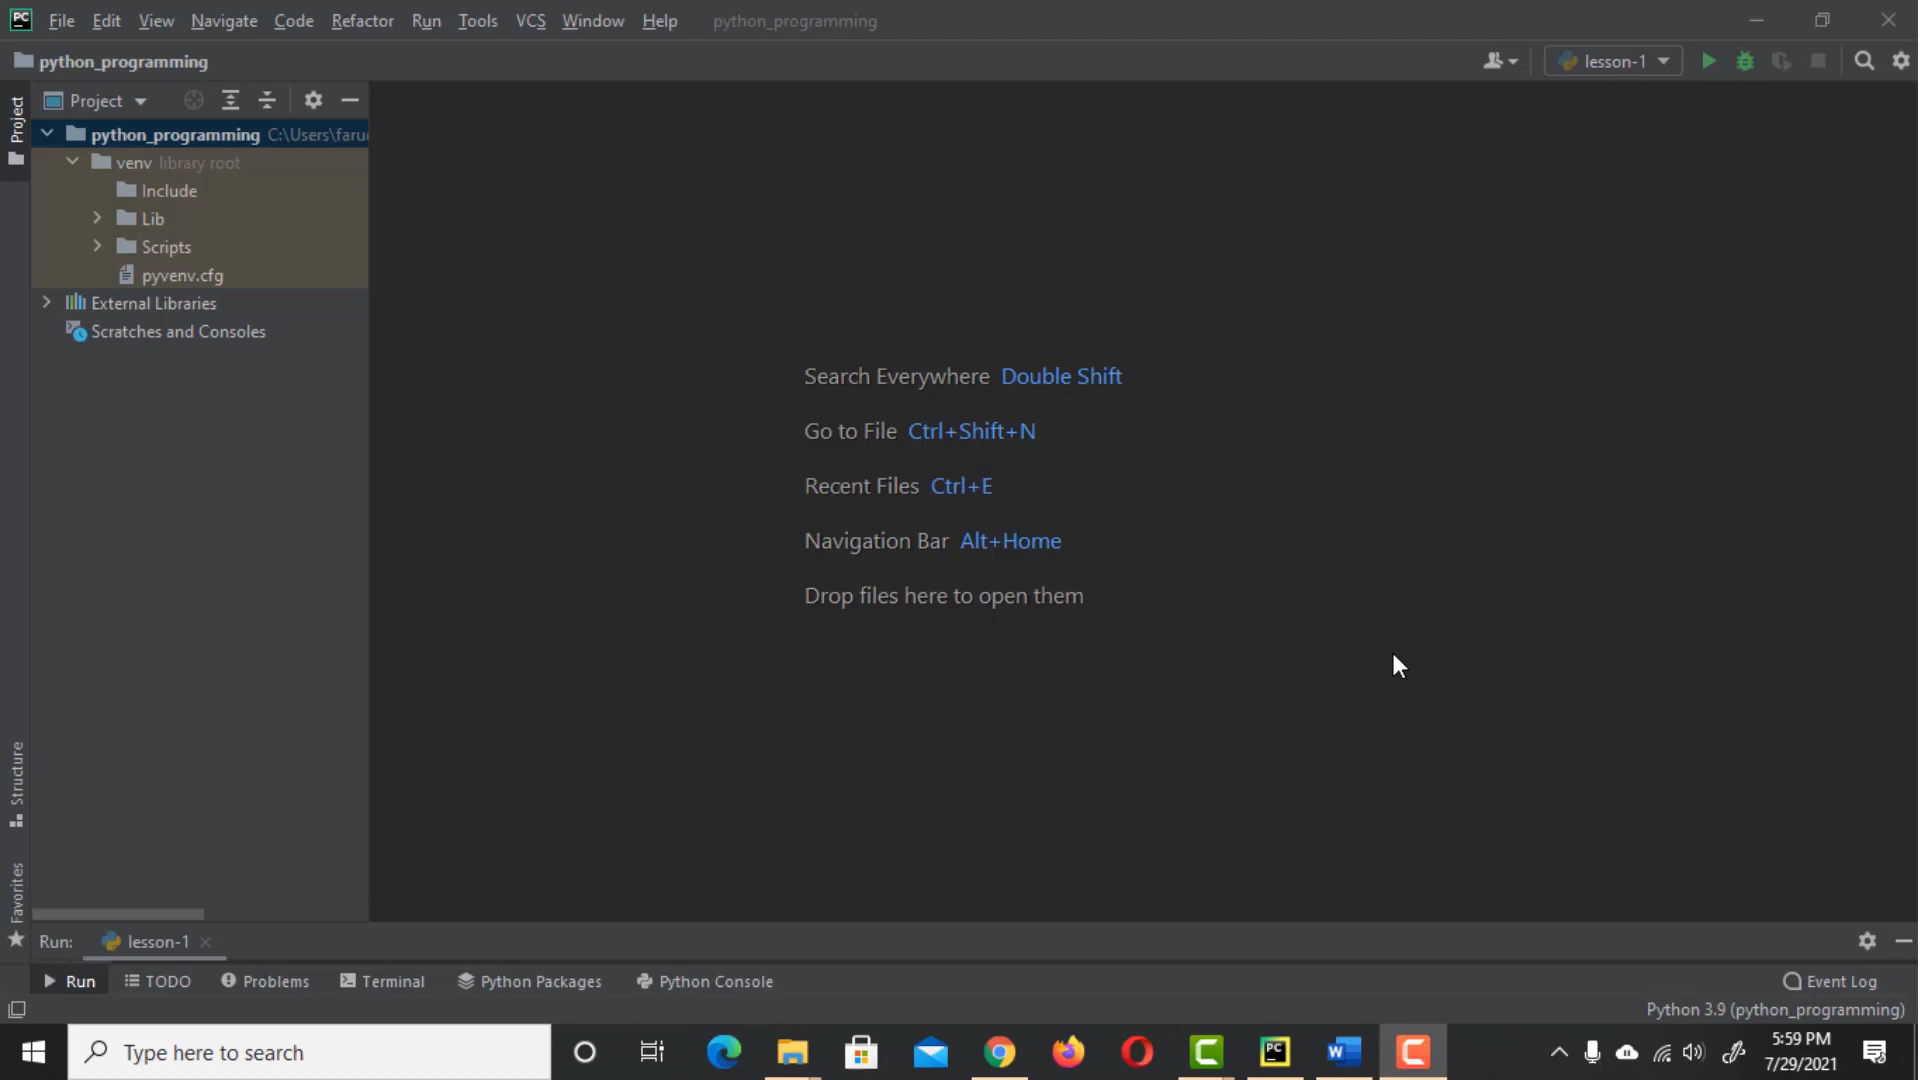 PC File Edit View Navigate Code Refactor Run Tools VCS Window Help python_programming
python_programming lesson-1
Project
Project
python_programming C:\Users\faru
venv library root
Include
Lib
Scripts
pyvenv.cfg
External Libraries
Scratches and Consoles
Search Everywhere Double Shift
Go to File Ctrl+Shift+N
Recent Files Ctrl+E
Navigation Bar Alt+Home
Drop files here to open them
Structure
Favorites
Run: lesson-1
Run TODO Problems Terminal Python Packages Python Console Event Log
Python 3.9 (python_programming)
Type here to search
PC
W
5:59 PM
7/29/2021